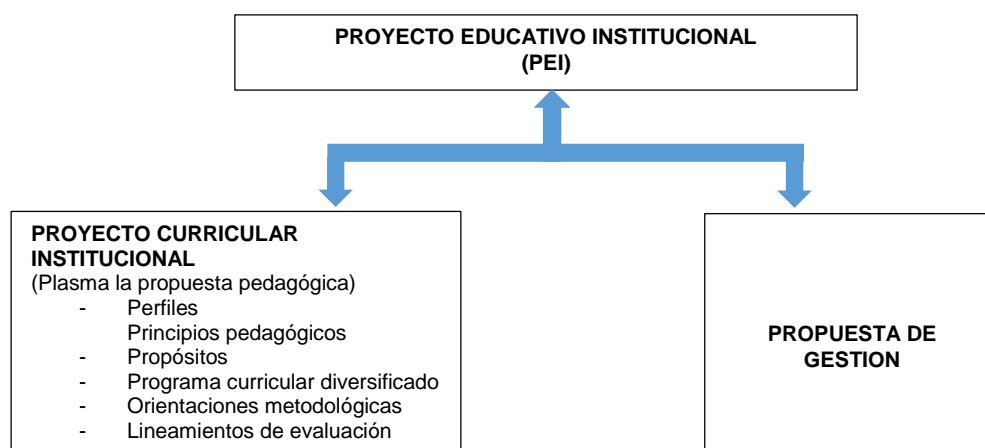 PROYECTO EDUCATIVO INSTITUCIONAL
(PEI)
PROYECTO CURRICULAR
INSTITUCIONAL
(Plasma la propuesta pedagógica)
- Perfiles
Principios pedagógicos
- Propósitos
- Programa curricular diversificado
- Orientaciones metodológicas
- Lineamientos de evaluación
PROPUESTA DE
GESTION